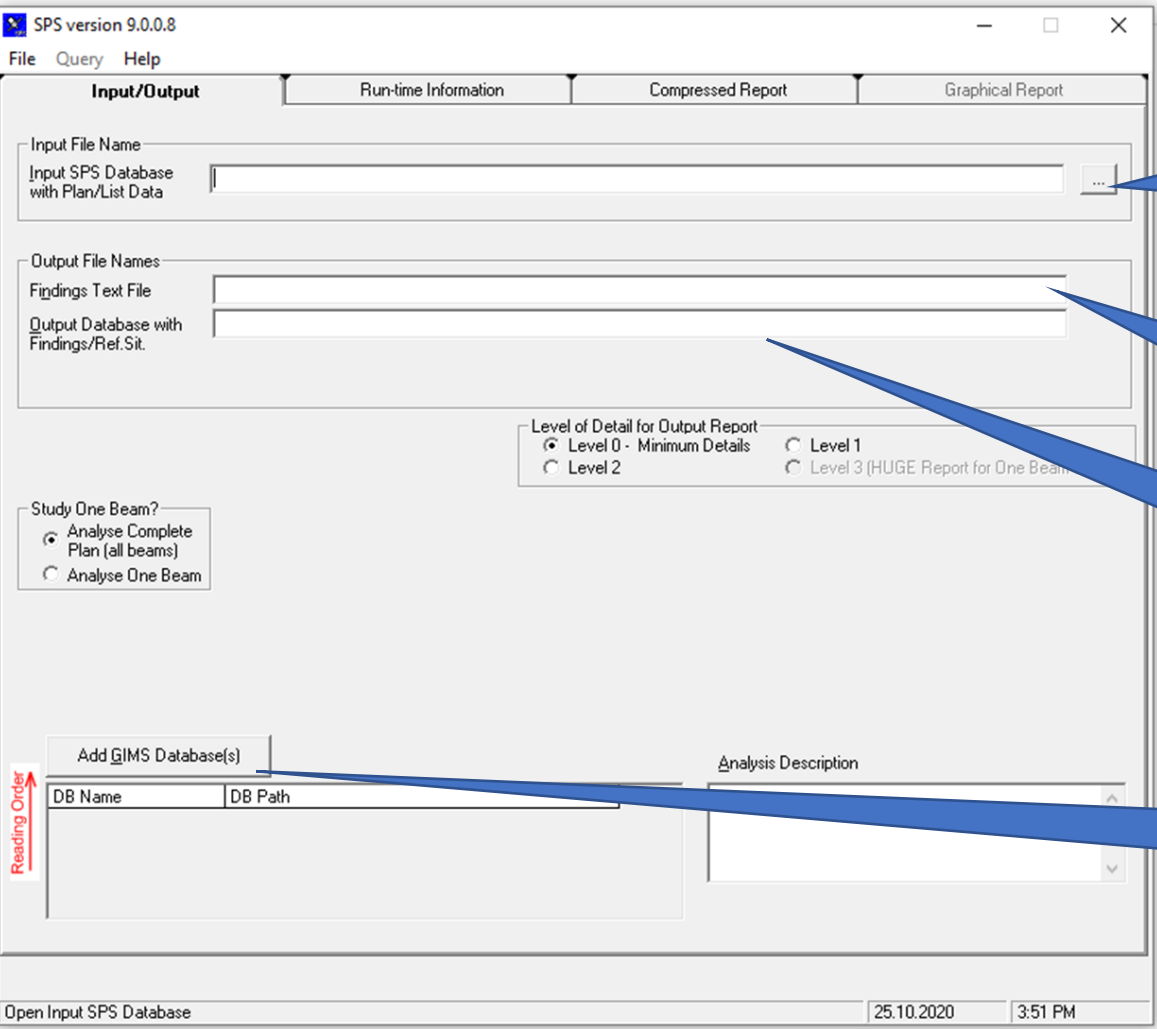 SPS version 9.0.0.8
File Query Help
Input/Output Run-time Information Compressed Report Graphical Report
Input File Name
Input SPS Database
with Plan/List Data
...
Output File Names
Findings Text File
Output Database with
Findings/Ref.Sit.
Level of Detail for Output Report
Level 0 - Minimum Details Level 1
Level 2 Level 3 (HUGE Report for One Beam
Study One Beam?
Analyse Complete
Plan (all beams)
Analyse One Beam
Add GIMS Database(s)
Analysis Description
Reading Order
DB Name DB Path
Open Input SPS Database 25.10.2020 3:51 PM